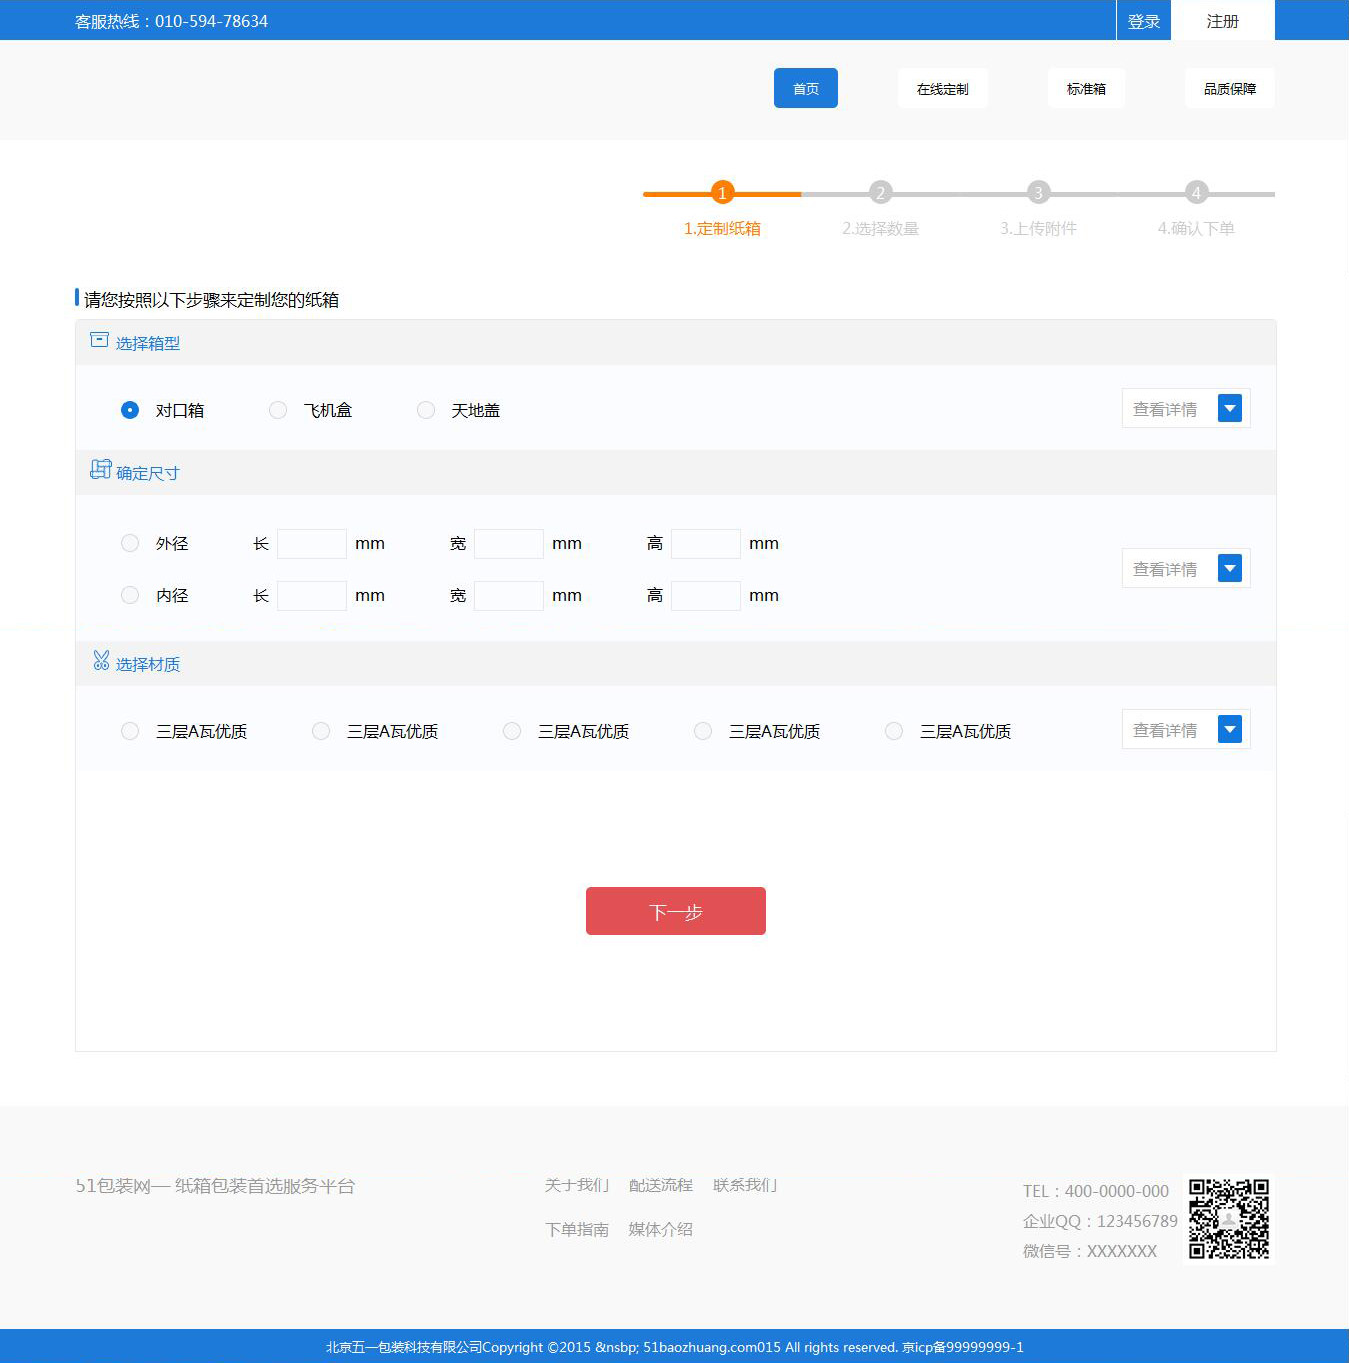 客服热线：010-594-78634 登录 注册
首页 在线定制 标准箱 品质保障
1 2 3 4
1.定制纸箱 2.选择数量 3.上传附件 4.确认下单
请您按照以下步骤来定制您的纸箱
选择箱型
对口箱 飞机盒 天地盖 查看详情
确定尺寸
外径 长 mm 宽 mm 高 mm
查看详情
内径 长 mm 宽 mm 高 mm
选择材质
三层A瓦优质 三层A瓦优质 三层A瓦优质 三层A瓦优质 三层A瓦优质 查看详情
下一步
51包装网— 纸箱包装首选服务平台 关于我们 配送流程 联系我们
TEL：400-0000-000
企业QQ：123456789
下单指南 媒体介绍
微信号：XXXXXXX
北京五一包装科技有限公司Copyright ©2015 &nsbp; 51baozhuang.com015 All rights reserved. 京icp备99999999-1